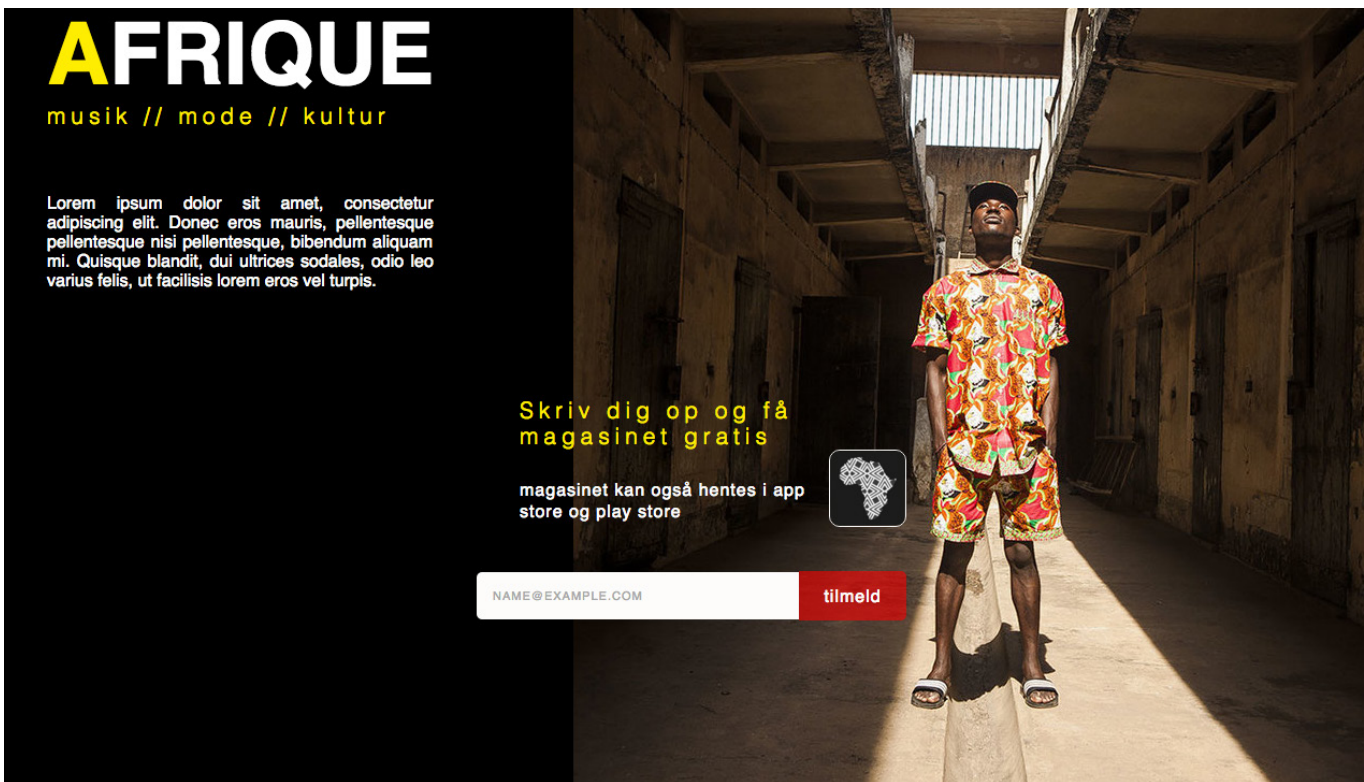 AFRIQUE
musik // mode // kultur
Lorem ipsum dolor sit amet, consectetur
adipiscing elit. Donec eros mauris, pellentesque
pellentesque nisi pellentesque, bibendum aliquam
mi. Quisque blandit, dui ultrices sodales, odio leo
varius felis, ut facilisis lorem eros vel turpis.
Skriv dig op og få
magasinet gratis
magasinet kan også hentes i app
store og play store
NAME@EXAMPLE.COM
tilmeld